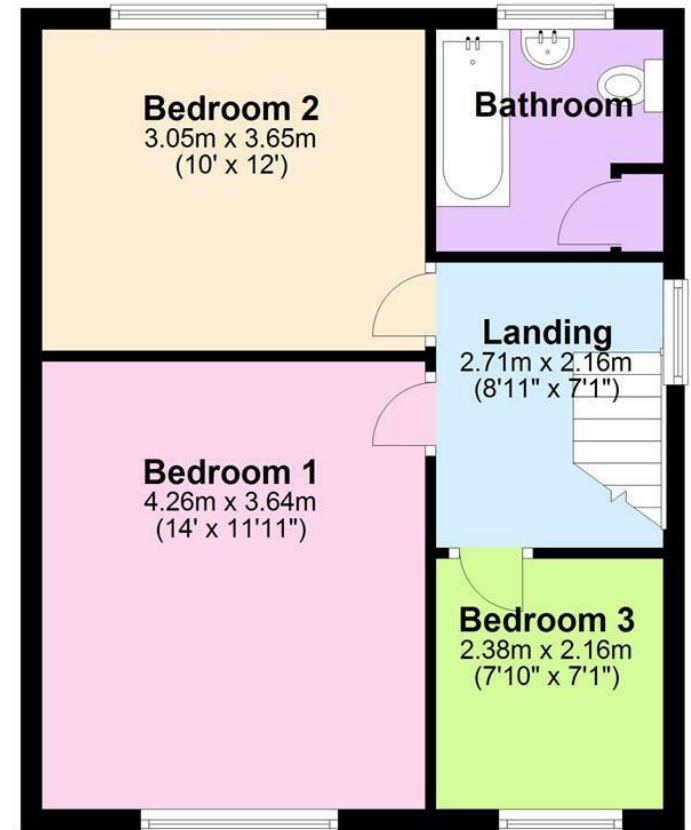 Bedroom 2
3.05m x 3.65m
(10' x 12')
Bathroom
Landing
2.71m x 2.16m
(8'11" x 7'1")
Bedroom 1
4.26m x 3.64m
(14' x 11'11")
Bedroom 3
2.38m x 2.16m
(7'10" x 7'1")